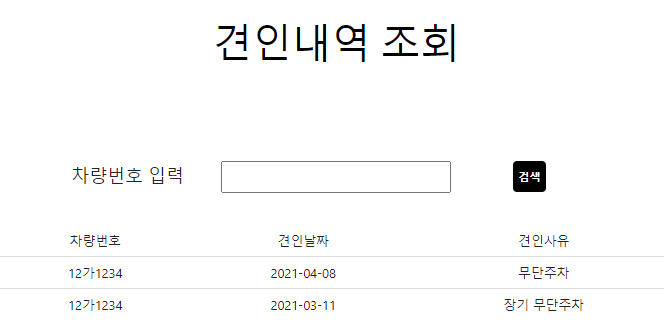 견인내역 조회
차량번호 입력 검색
차량번호 견인날짜 견인사유
12가1234 2021-04-08 무단주차
12가1234 2021-03-11 장기 무단주차